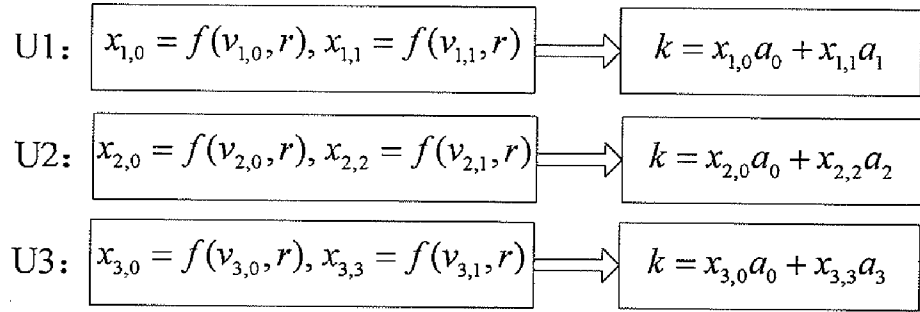 U1: x_{1,0} = f(v_{1,0}, r), x_{1,1} = f(v_{1,1}, r) ⇒ k = x_{1,0}a_0 + x_{1,1}a_1
U2: x_{2,0} = f(v_{2,0}, r), x_{2,2} = f(v_{2,1}, r) ⇒ k = x_{2,0}a_0 + x_{2,2}a_2
U3: x_{3,0} = f(v_{3,0}, r), x_{3,3} = f(v_{3,1}, r) ⇒ k = x_{3,0}a_0 + x_{3,3}a_3